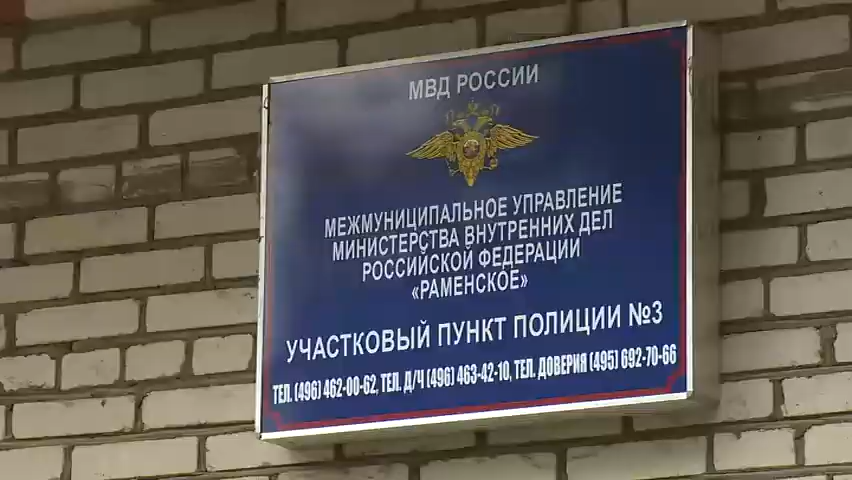 МВД РОССИИ
МЕЖМУНИЦИПАЛЬНОЕ УПРАВЛЕНИЕ
МИНИСТЕРСТВА ВНУТРЕННИХ ДЕЛ
РОССИЙСКОЙ ФЕДЕРАЦИИ
«РАМЕНСКОЕ»
УЧАСТКОВЫЙ ПУНКТ ПОЛИЦИИ №3
ТЕЛ. (496) 462-00-62, ТЕЛ. Д/Ч (496) 463-42-10, ТЕЛ. ДОВЕРИЯ (495) 692-70-66